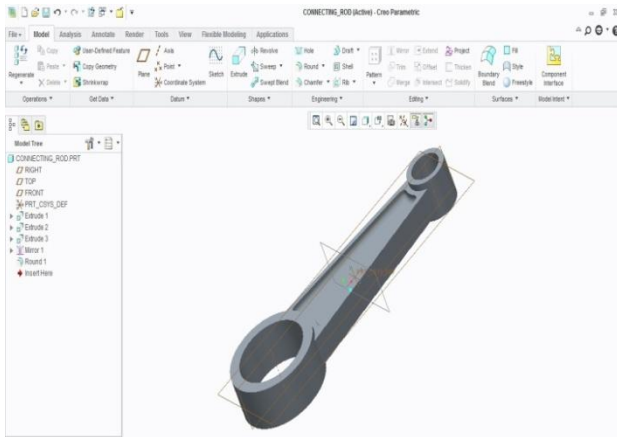 CONNECTING_ROD (Active) - Creo Parametric
File Model Analysis Annotate Render Tools View Flexible Modeling Applications
Regenerate Copy Paste Delete User-Defined Feature Copy Geometry Shrinkwrap Plane Axis Point Coordinate System Sketch Extrude Revolve Sweep Swept Blend Hole Round Chamfer Draft Shell Rib Pattern Mirror Trim Merge Extend Offset Intersect Project Thicken Solidify Boundary Blend Fill Style Freestyle Component Interface
Operations Get Data Datum Shapes Engineering Editing Surfaces Model Intent
Model Tree
CONNECTING_ROD.PRT
RIGHT
TOP
FRONT
PRT_CSYS_DEF
Extrude 1
Extrude 2
Extrude 3
Mirror 1
Round 1
Insert Here